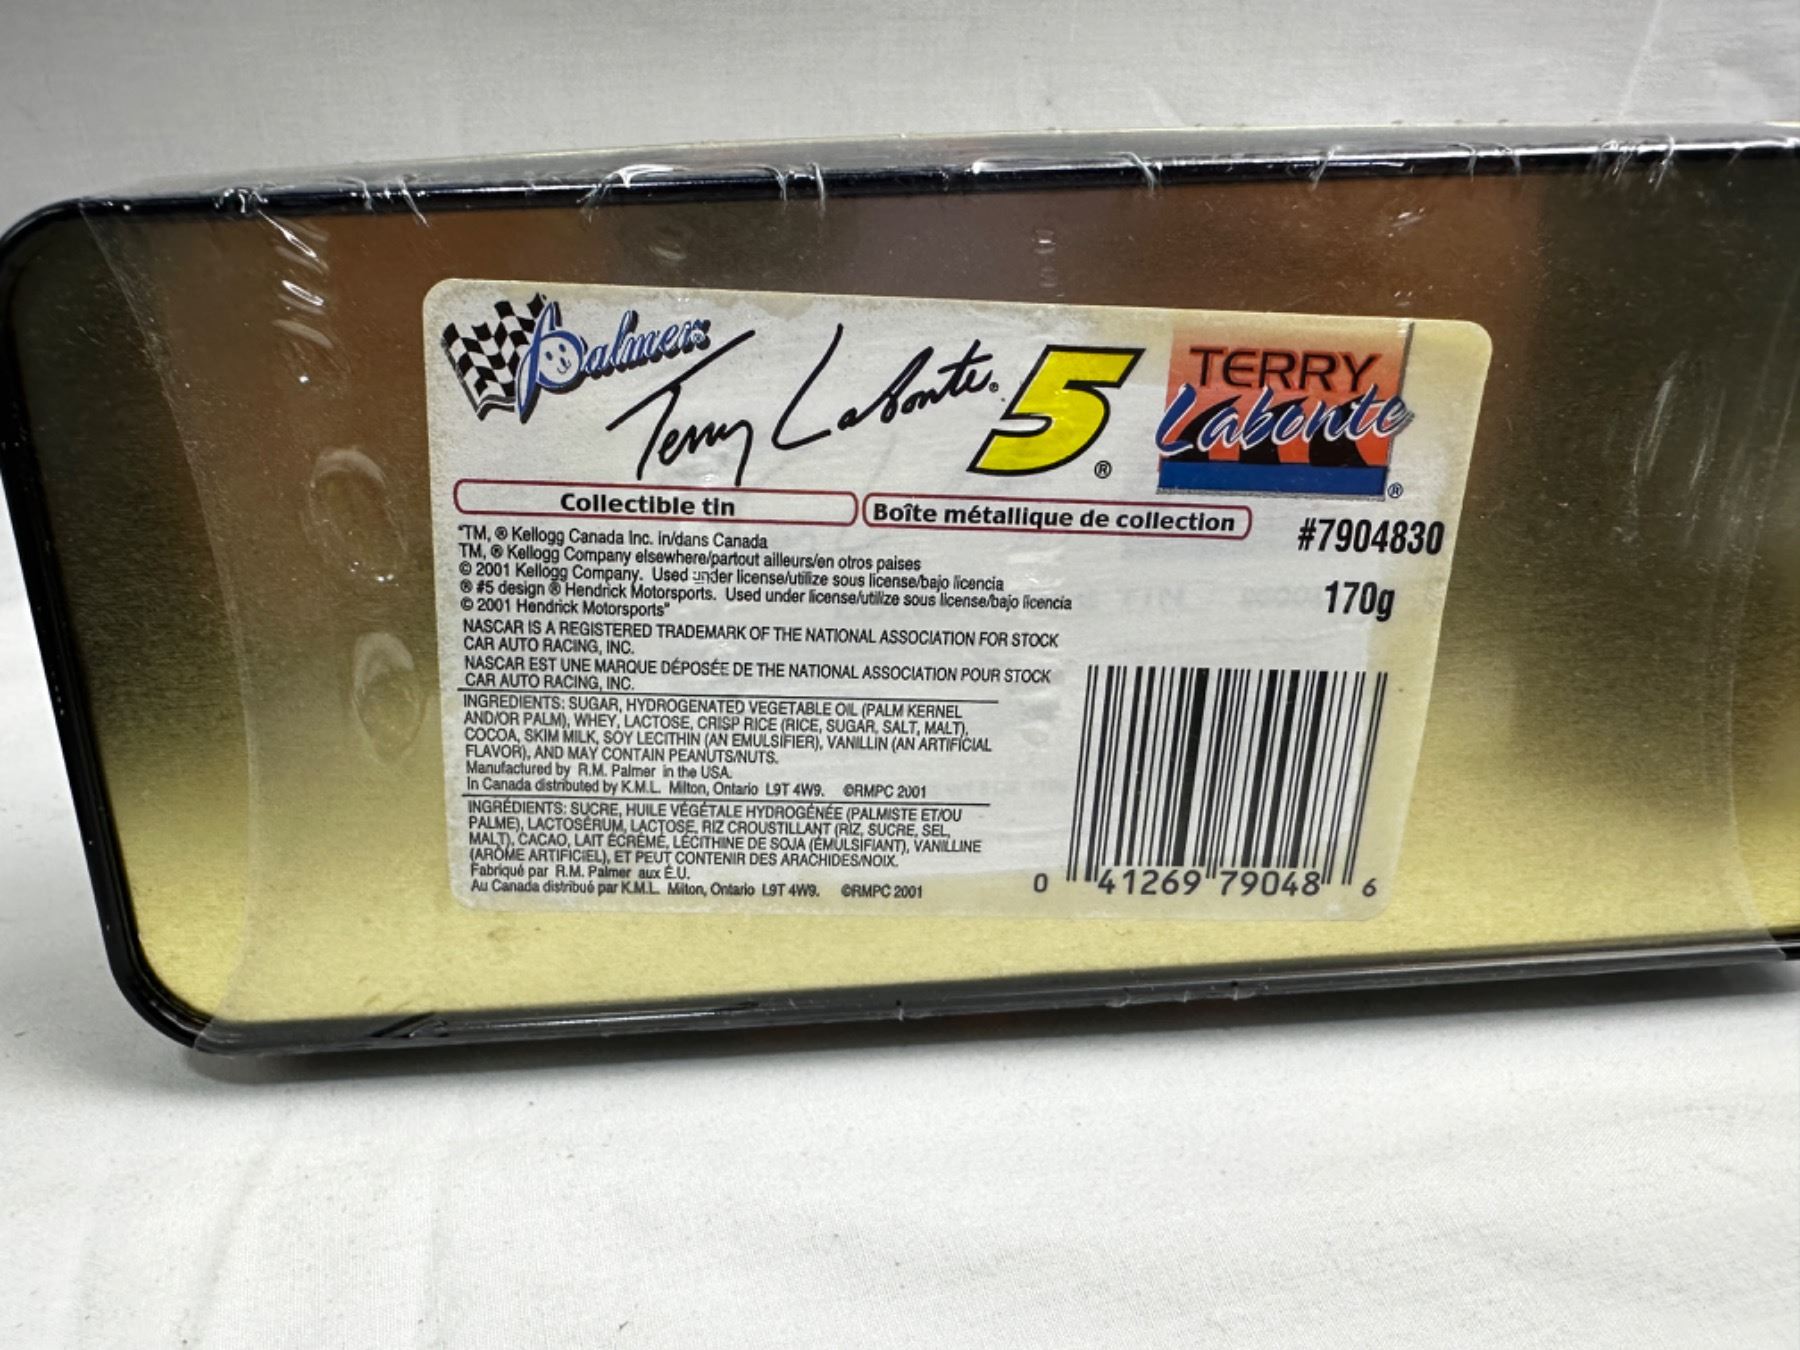 Palmers
Terry Labonte® 5® TERRY
Labonte®
Collectible tin
Boîte métallique de collection
#7904830
170g
"TM, ® Kellogg Canada Inc. in/dans Canada
TM, ® Kellogg Company elsewhere/partout ailleurs/en otros paises
© 2001 Kellogg Company. Used under license/utilize sous license/bajo licencia
® #5 design ® Hendrick Motorsports. Used under license/utilize sous license/bajo licencia
© 2001 Hendrick Motorsports"
NASCAR IS A REGISTERED TRADEMARK OF THE NATIONAL ASSOCIATION FOR STOCK
CAR AUTO RACING, INC.
NASCAR EST UNE MARQUE DÉPOSÉE DE THE NATIONAL ASSOCIATION POUR STOCK
CAR AUTO RACING, INC.
INGREDIENTS: SUGAR, HYDROGENATED VEGETABLE OIL (PALM KERNEL
AND/OR PALM), WHEY, LACTOSE, CRISP RICE (RICE, SUGAR, SALT, MALT),
COCOA, SKIM MILK, SOY LECITHIN (AN EMULSIFIER), VANILLIN (AN ARTIFICIAL
FLAVOR), AND MAY CONTAIN PEANUTS/NUTS.
Manufactured by R.M. Palmer in the USA.
In Canada distributed by K.M.L. Milton, Ontario L9T 4W9. ©RMPC 2001
INGRÉDIENTS: SUCRE, HUILE VÉGÉTALE HYDROGÉNÉE (PALMISTE ET/OU
PALME), LACTOSÉRUM, LACTOSE, RIZ CROUSTILLANT (RIZ, SUCRE, SEL,
MALT), CACAO, LAIT ÉCRÉMÉ, LÉCITHINE DE SOJA (ÉMULSIFIANT), VANILLINE
(ARÔME ARTIFICIEL), ET PEUT CONTENIR DES ARACHIDES/NOIX.
Fabriqué par R.M. Palmer aux É.U.
Au Canada distribué par K.M.L. Milton, Ontario L9T 4W9. ©RMPC 2001
0 41269 79048 6